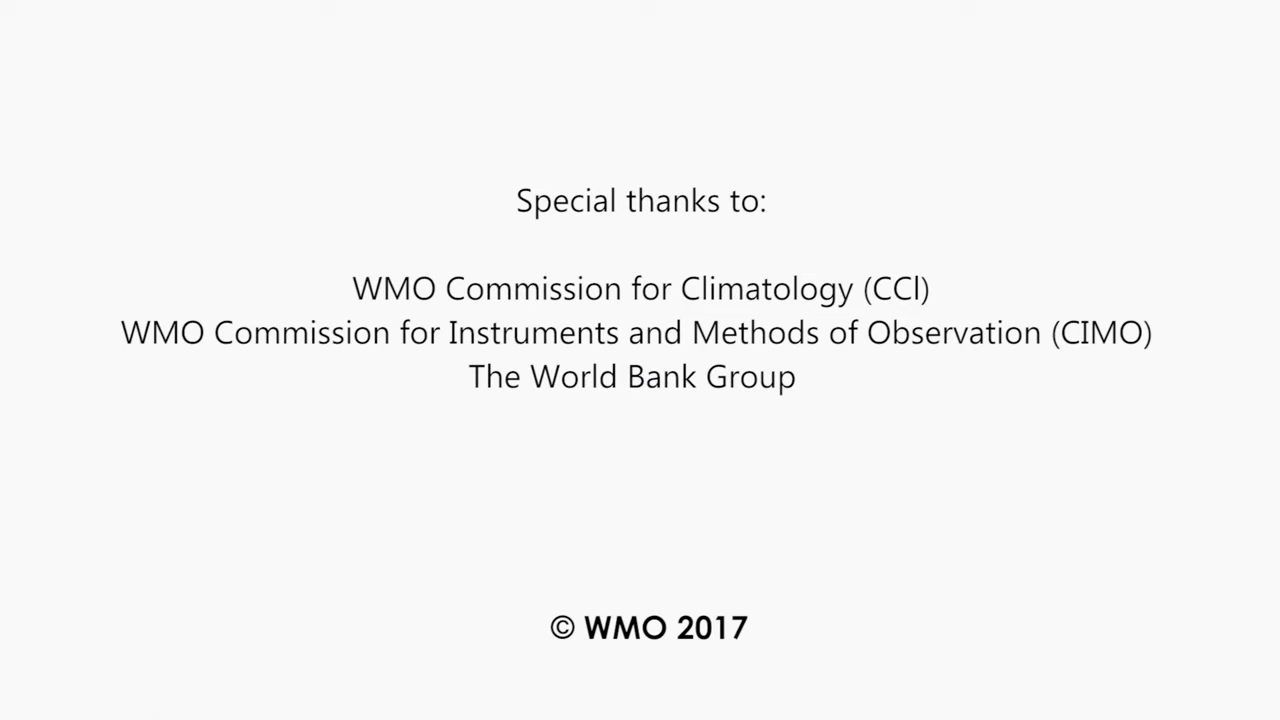 Special thanks to:
WMO Commission for Climatology (CCl)
WMO Commission for Instruments and Methods of Observation (CIMO)
The World Bank Group
© WMO 2017